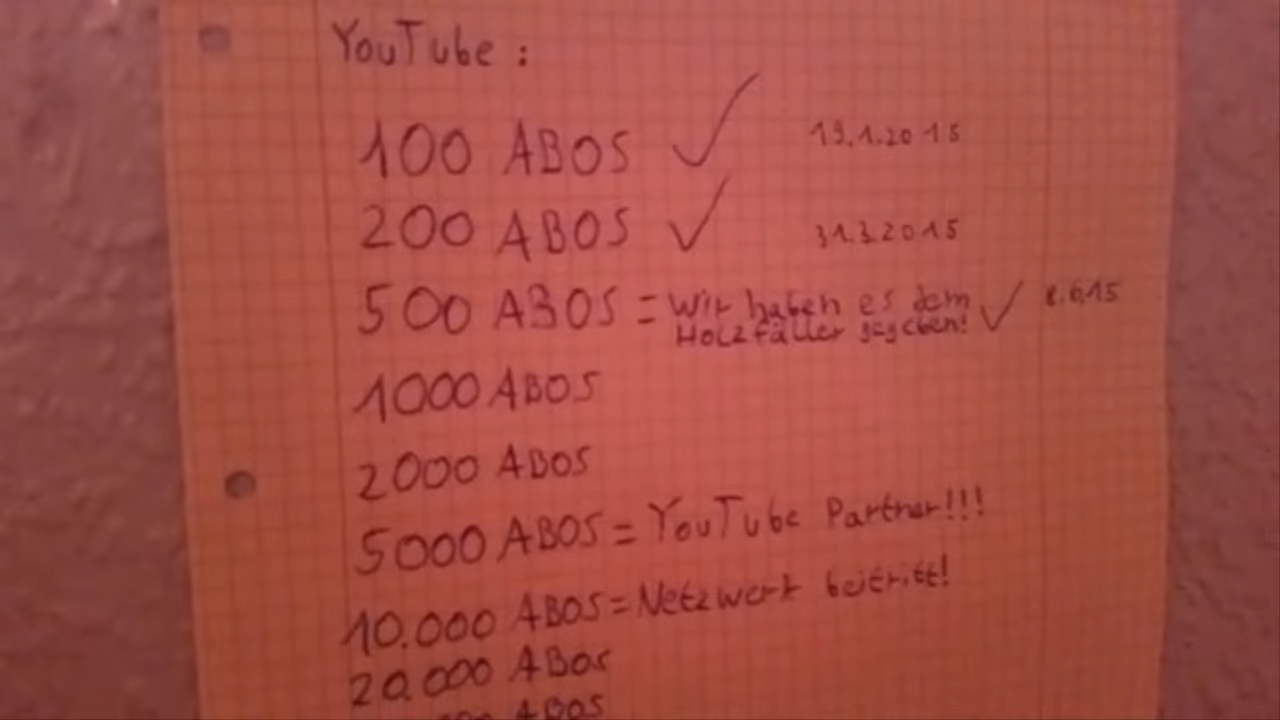 YouTube:
100 ABOS ✓ 19.1.2015
200 ABOS ✓ 31.3.2015
500 ABOS = Wir haben es dem
Holzfäller gegeben! ✓ 8.6.15
1000 ABOS
2000 ABOS
5000 ABOS = YouTube Partner!!!
10.000 ABOS = Netzwerk beitritt!
20.000 ABOS
ABOS